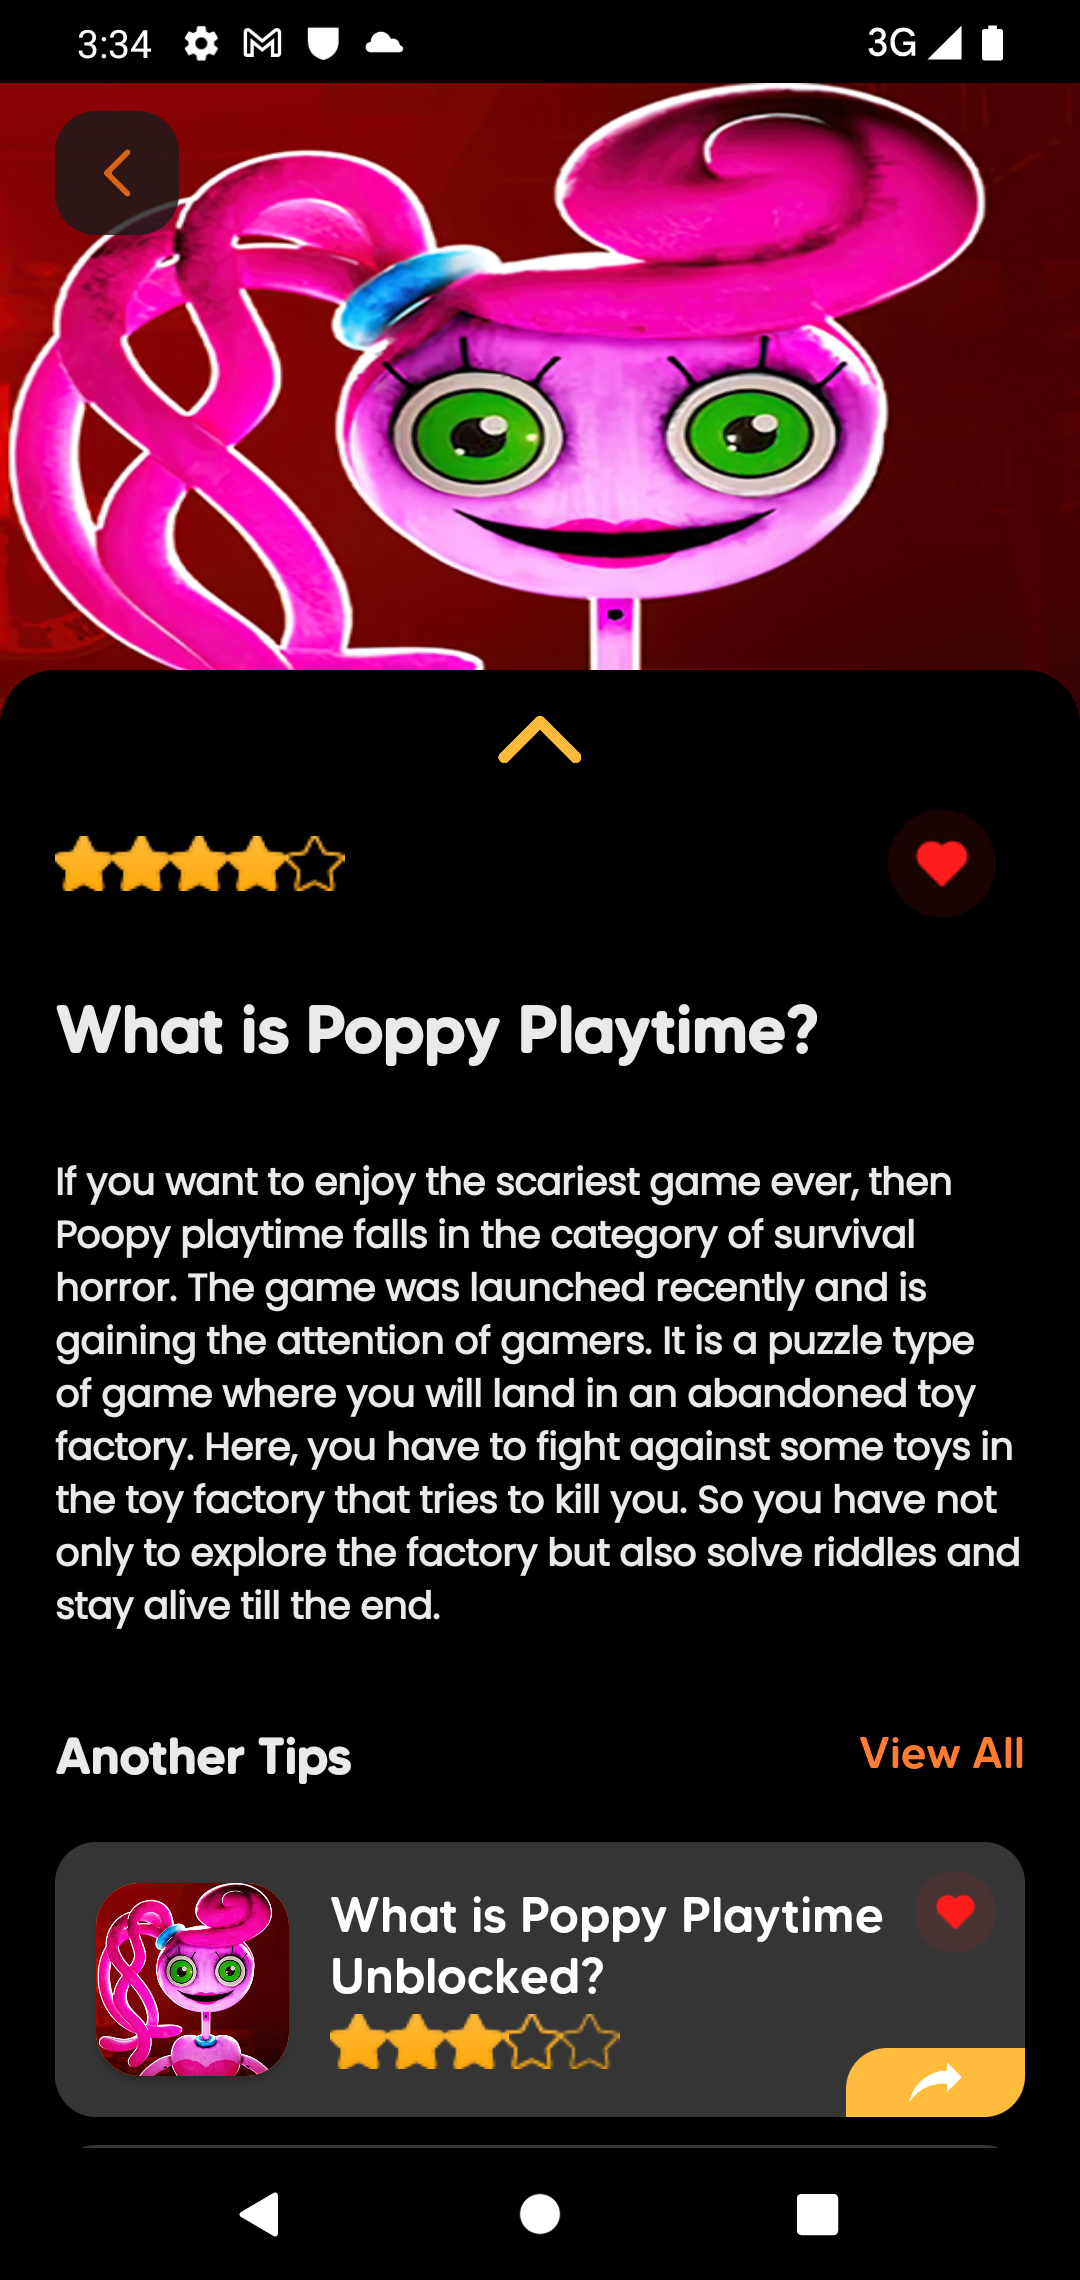 3:34
3G
What is Poppy Playtime?
If you want to enjoy the scariest game ever, then
Poopy playtime falls in the category of survival
horror. The game was launched recently and is
gaining the attention of gamers. It is a puzzle type
of game where you will land in an abandoned toy
factory. Here, you have to fight against some toys in
the toy factory that tries to kill you. So you have not
only to explore the factory but also solve riddles and
stay alive till the end.
Another Tips
View All
What is Poppy Playtime
Unblocked?